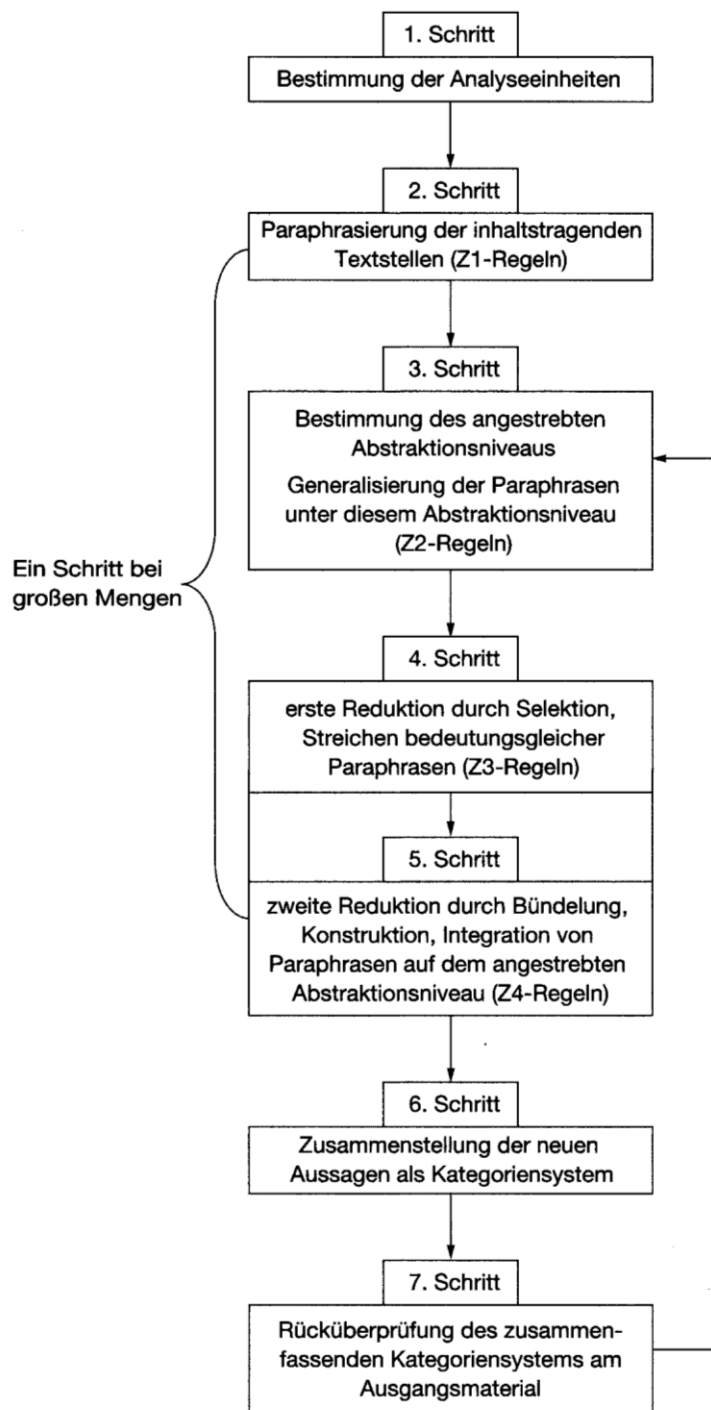 1. Schritt
Bestimmung der Analyseeinheiten
2. Schritt
Paraphrasierung der inhaltstragenden
Textstellen (Z1-Regeln)
3. Schritt
Bestimmung des angestrebten
Abstraktionsniveaus
Generalisierung der Paraphrasen
unter diesem Abstraktionsniveau
(Z2-Regeln)
Ein Schritt bei
großen Mengen
4. Schritt
erste Reduktion durch Selektion,
Streichen bedeutungsgleicher
Paraphrasen (Z3-Regeln)
5. Schritt
zweite Reduktion durch Bündelung,
Konstruktion, Integration von
Paraphrasen auf dem angestrebten
Abstraktionsniveau (Z4-Regeln)
6. Schritt
Zusammenstellung der neuen
Aussagen als Kategoriensystem
7. Schritt
Rücküberprüfung des zusammen-
fassenden Kategoriensystems am
Ausgangsmaterial